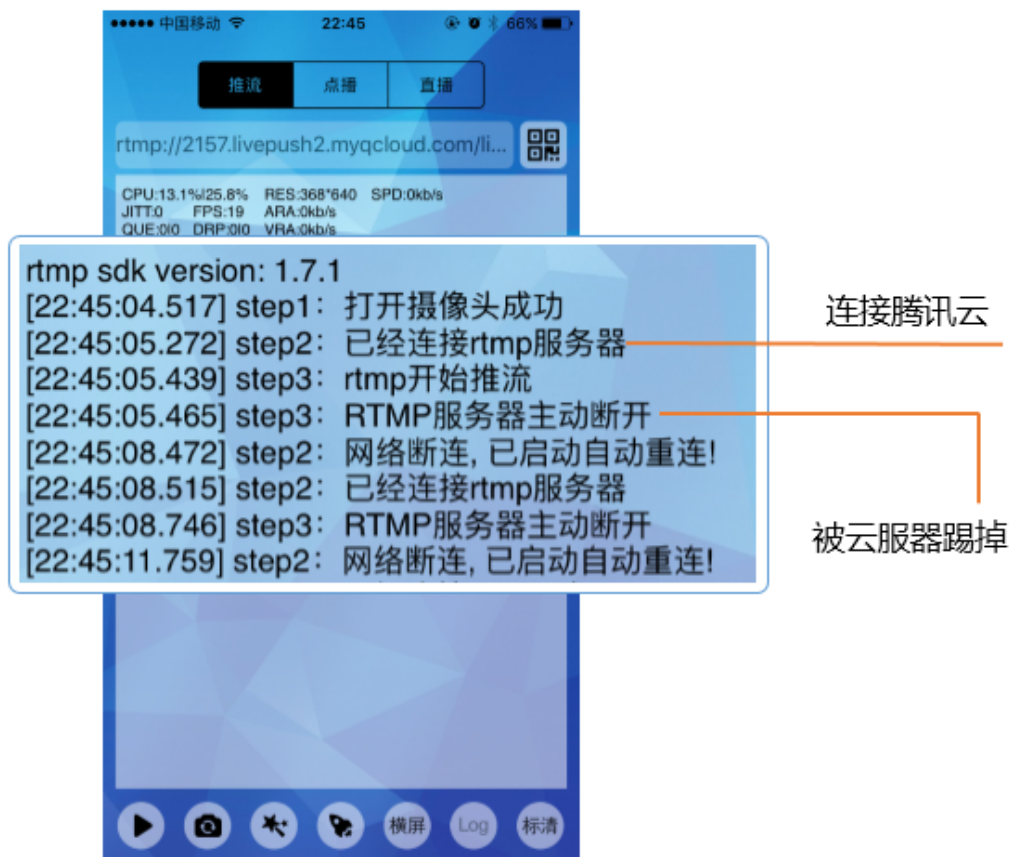 ●●●●● 中国移动 22:45 66%
推流 点播 直播
rtmp://2157.livepush2.myqcloud.com/li...
CPU:13.1%|25.8% RES:368*640 SPD:0kb/s
JITT:0 FPS:19 ARA:0kb/s
QUE:0|0 DRP:0|0 VRA:0kb/s
rtmp sdk version: 1.7.1
[22:45:04.517] step1：打开摄像头成功
[22:45:05.272] step2：已经连接rtmp服务器
[22:45:05.439] step3：rtmp开始推流
[22:45:05.465] step3：RTMP服务器主动断开
[22:45:08.472] step2：网络断连, 已启动自动重连!
[22:45:08.515] step2：已经连接rtmp服务器
[22:45:08.746] step3：RTMP服务器主动断开
[22:45:11.759] step2：网络断连, 已启动自动重连!
连接腾讯云
被云服器踢掉
横屏 Log 标清